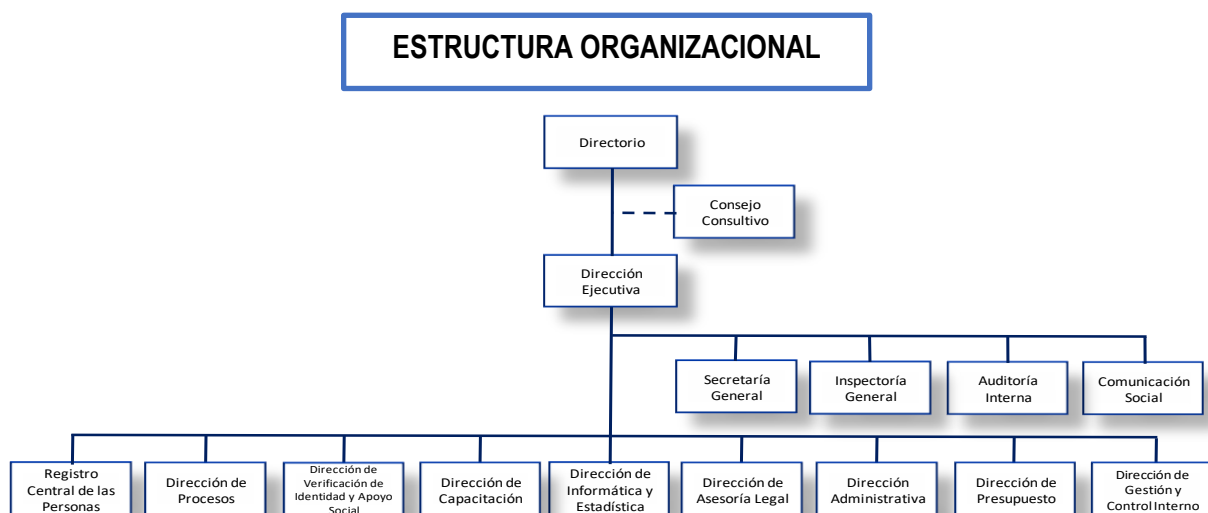 ESTRUCTURA ORGANIZACIONAL
Directorio
Consejo
Consultivo
Dirección
Ejecutiva
Secretaría
General
Inspectoría
General
Auditoría
Interna
Comunicación
Social
Registro
Central de las
Personas
Dirección de
Procesos
Dirección de
Verificación de
Identidad y Apoyo
Social
Dirección de
Capacitación
Dirección de
Informática y
Estadística
Dirección de
Asesoría Legal
Dirección
Administrativa
Dirección de
Presupuesto
Dirección de
Gestión y
Control Interno